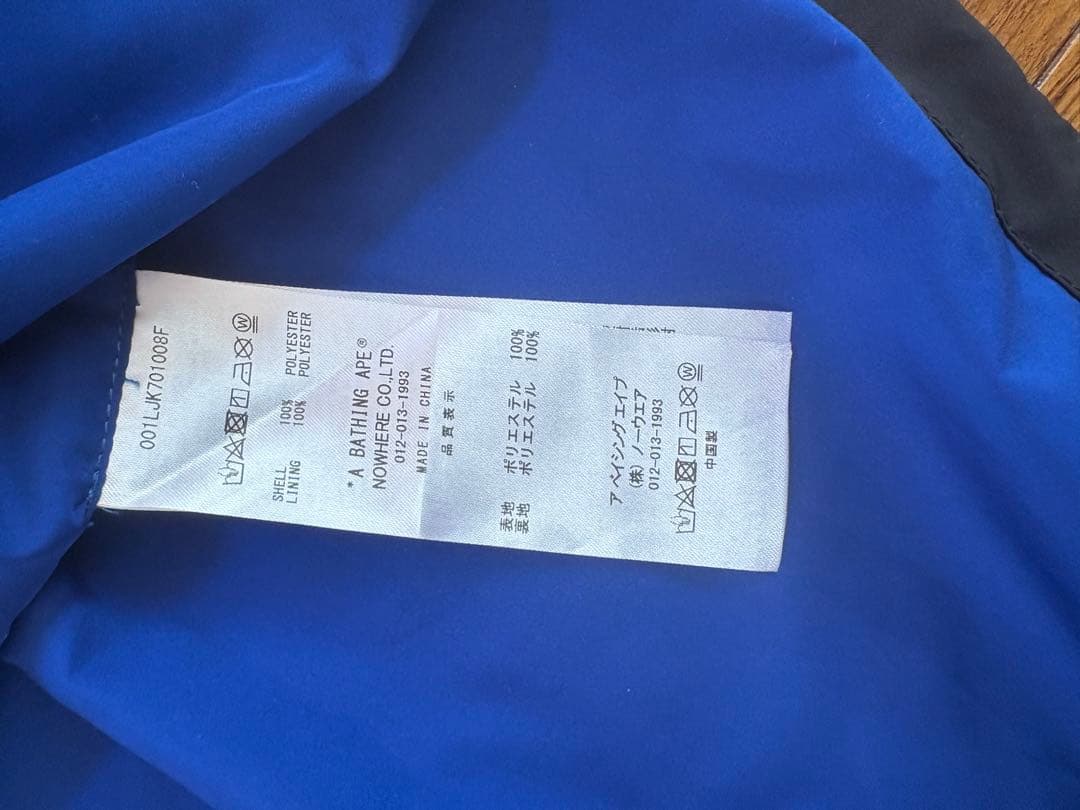 001LJK701008F
SHELL 100% POLYESTER
LINING 100% POLYESTER
*A BATHING APE®
NOWHERE CO.,LTD.
012-013-1993
MADE IN CHINA
品質表示
表地 ポリエステル 100%
裏地 ポリエステル 100%
ア ベイシングエイプ
(株) ノーウエア
012-013-1993
中国製